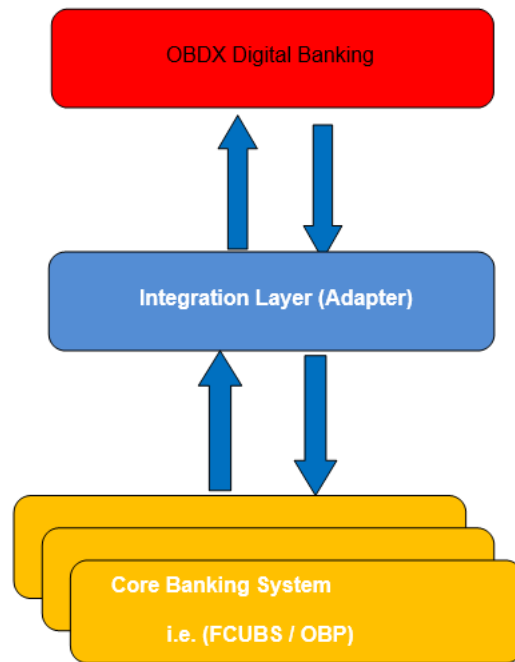 OBDX Digital Banking
Integration Layer (Adapter)
Core Banking System
i.e. (FCUBS / OBP)